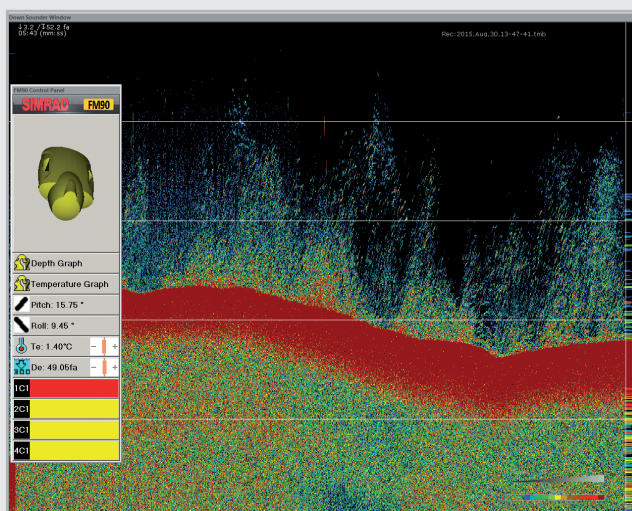 Down Sounder Window
↓3.2 /↧52.2 fa
05:43 (mm:ss)
Rec:2015.Aug.30.13-47-41.tmb
FM90 Control Panel
SIMRAD FM90
Depth Graph
Temperature Graph
Pitch: 15.75 °
Roll: 9.45 °
Te: 1.40°C - +
De: 49.05fa - +
1C1
2C1
3C1
4C1